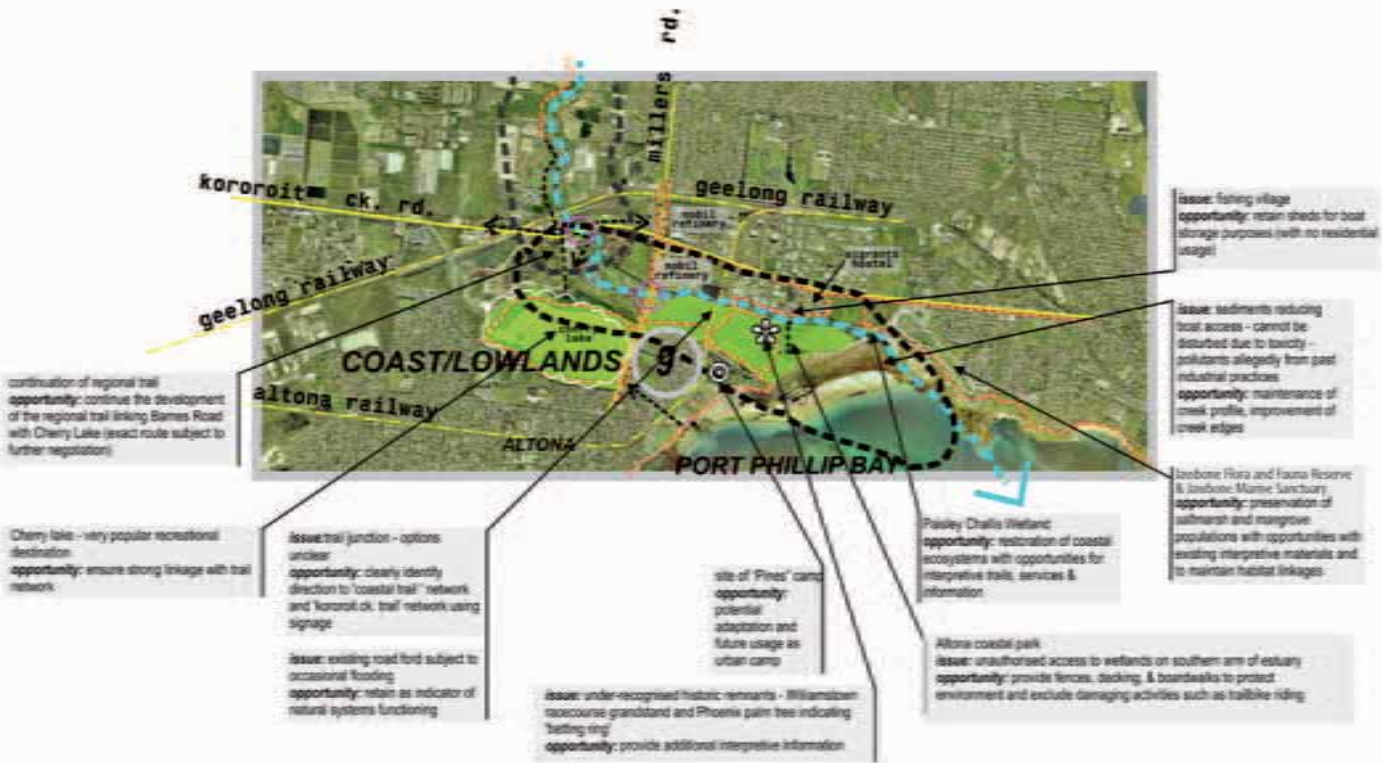 millers rd.
kororoit ck. rd.
geelong railway
mobil
refinery
mobil
refinery
migrants
hostel
geelong railway
lake
COAST/LOWLANDS
g
altona railway
ALTONA
PORT PHILLIP BAY
issue: fishing village
opportunity: retain sheds for boat
storage purposes (with no residential
usage)
issue: sediments reducing
boat access - cannot be
disturbed due to toxicity -
pollutants allegedly from past
industrial practices
opportunity: maintenance of
creek profile, improvement of
creek edges
continuation of regional trail
opportunity: continue the development
of the regional trail linking Barnes Road
with Cherry Lake (exact route subject to
further negotiation)
Jawbone Flora and Fauna Reserve
& Jawbone Marine Sanctuary
opportunity: preservation of
saltmarsh and mangrove
populations with opportunities with
existing interpretive materials and
to maintain habitat linkages
Cherry lake - very popular recreational
destination
opportunity: ensure strong linkage with trail
network
issue: trail junction - options
unclear
opportunity: clearly identify
direction to 'coastal trail' network
and 'kororoit ck. trail' network using
signage
issue: existing road ford subject to
occasional flooding
opportunity: retain as indicator of
natural systems functioning
site of "Pines" camp
opportunity:
potential
adaptation and
future usage as
urban camp
Paisley Challis Wetland
opportunity: restoration of coastal
ecosystems with opportunities for
interpretive trails, services &
information
Altona coastal park
issue: unauthorised access to wetlands on southern arm of estuary
opportunity: provide fences, decking, & boardwalks to protect
environment and exclude damaging activities such as trailbike riding
issue: under-recognised historic remnants - Williamstown
racecourse grandstand and Phoenix palm tree indicating
'betting ring'
opportunity: provide additional interpretive information